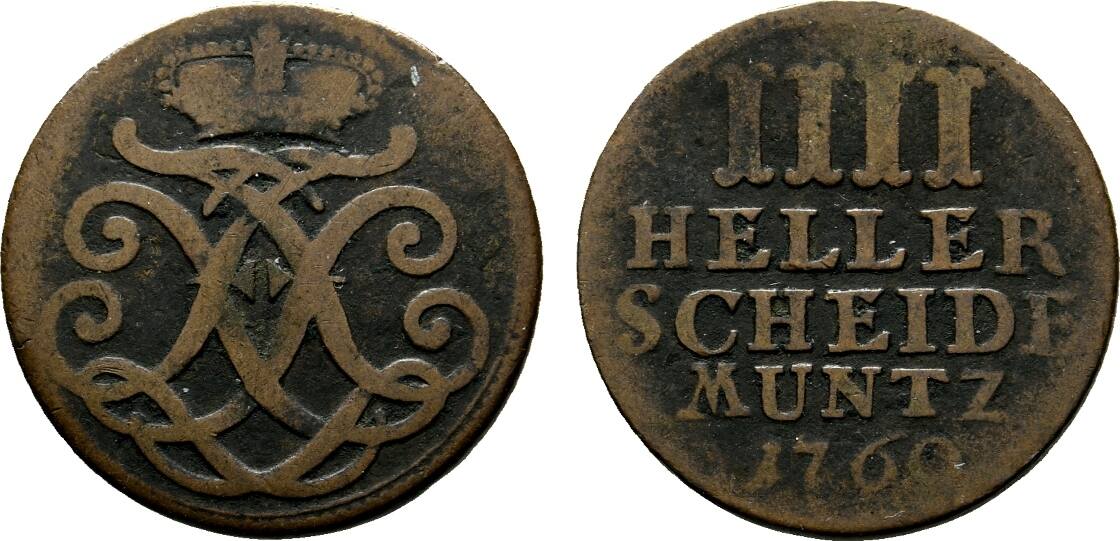 IIII
HELLER
SCHEIDE
MUNTZ
1760